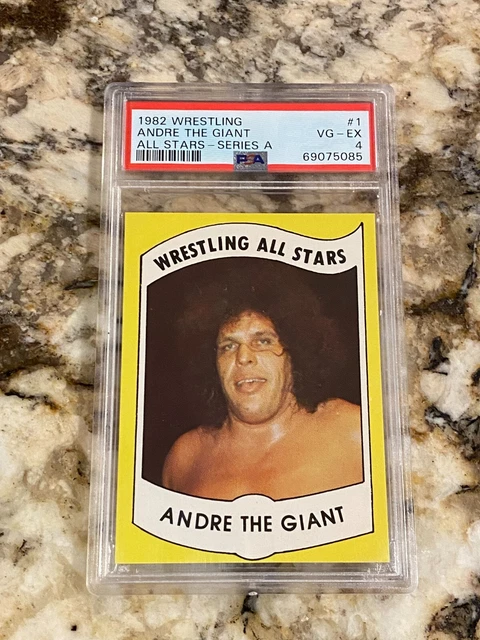 1982 WRESTLING #1
ANDRE THE GIANT VG-EX
ALL STARS-SERIES A 4
PSA 69075085
WRESTLING ALL STARS
ANDRE THE GIANT